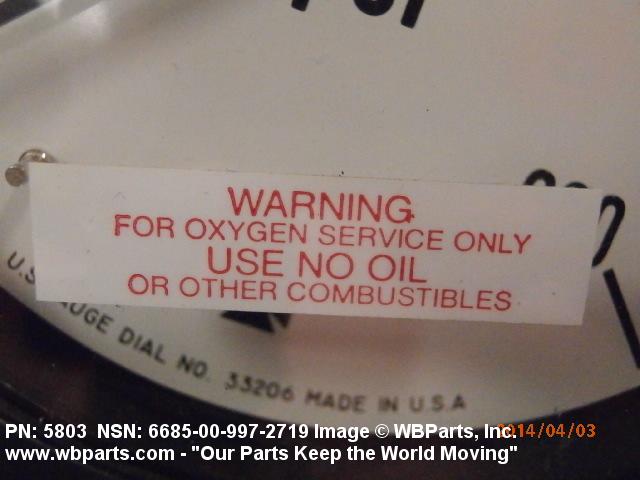 PSI
WARNING
FOR OXYGEN SERVICE ONLY
USE NO OIL
OR OTHER COMBUSTIBLES
GAUGE DIAL NO. 33206 MADE IN U.S.A
PN: 5803 NSN: 6685-00-997-2719 Image © WBParts, Inc.
2014/04/03
www.wbparts.com - "Our Parts Keep the World Moving"